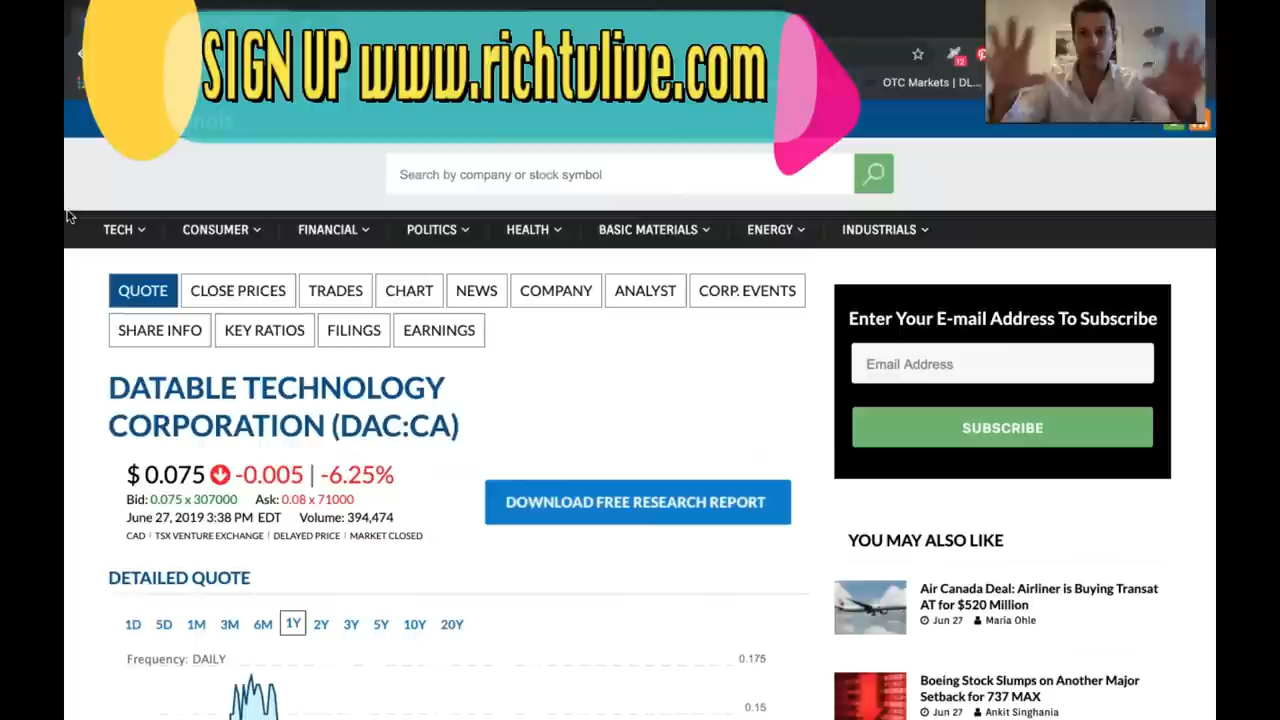 SIGN UP www.richtvlive.com
12
OTC Markets | DL...
Search by company or stock symbol
TECH CONSUMER FINANCIAL POLITICS HEALTH BASIC MATERIALS ENERGY INDUSTRIALS
QUOTE CLOSE PRICES TRADES CHART NEWS COMPANY ANALYST CORP. EVENTS
SHARE INFO KEY RATIOS FILINGS EARNINGS
Enter Your E-mail Address To Subscribe
Email Address
SUBSCRIBE
DATABLE TECHNOLOGY
CORPORATION (DAC:CA)
$ 0.075 -0.005 | -6.25%
Bid: 0.075 x 307000 Ask: 0.08 x 71000
June 27, 2019 3:38 PM EDT Volume: 394,474
CAD | TSX VENTURE EXCHANGE | DELAYED PRICE | MARKET CLOSED
DOWNLOAD FREE RESEARCH REPORT
DETAILED QUOTE
1D 5D 1M 3M 6M 1Y 2Y 3Y 5Y 10Y 20Y
Frequency: DAILY
0.175
0.15
YOU MAY ALSO LIKE
Air Canada Deal: Airliner is Buying Transat
AT for $520 Million
Jun 27 Maria Ohle
Boeing Stock Slumps on Another Major
Setback for 737 MAX
Jun 27 Ankit Singhania